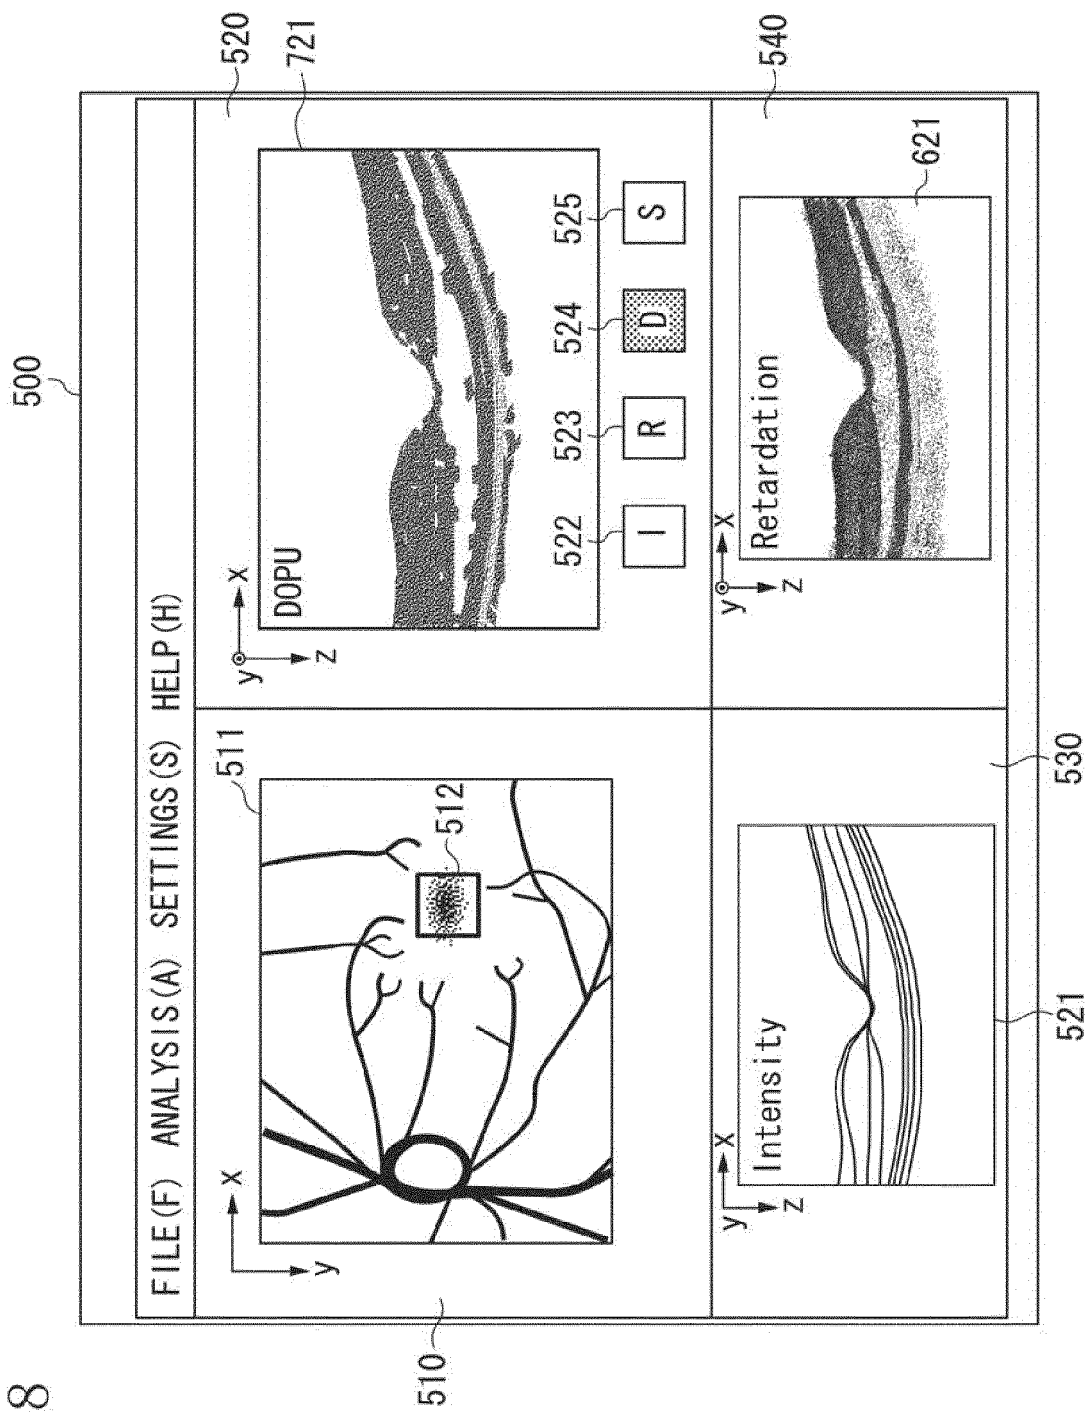 8
500
FILE(F) ANALYSIS(A) SETTINGS(S) HELP(H)
510
x
y
511
512
520
x
y
z
DOPU
721
522
523
524
525
I
R
D
S
530
x
y
z
Intensity
521
540
x
y
z
Retardation
621